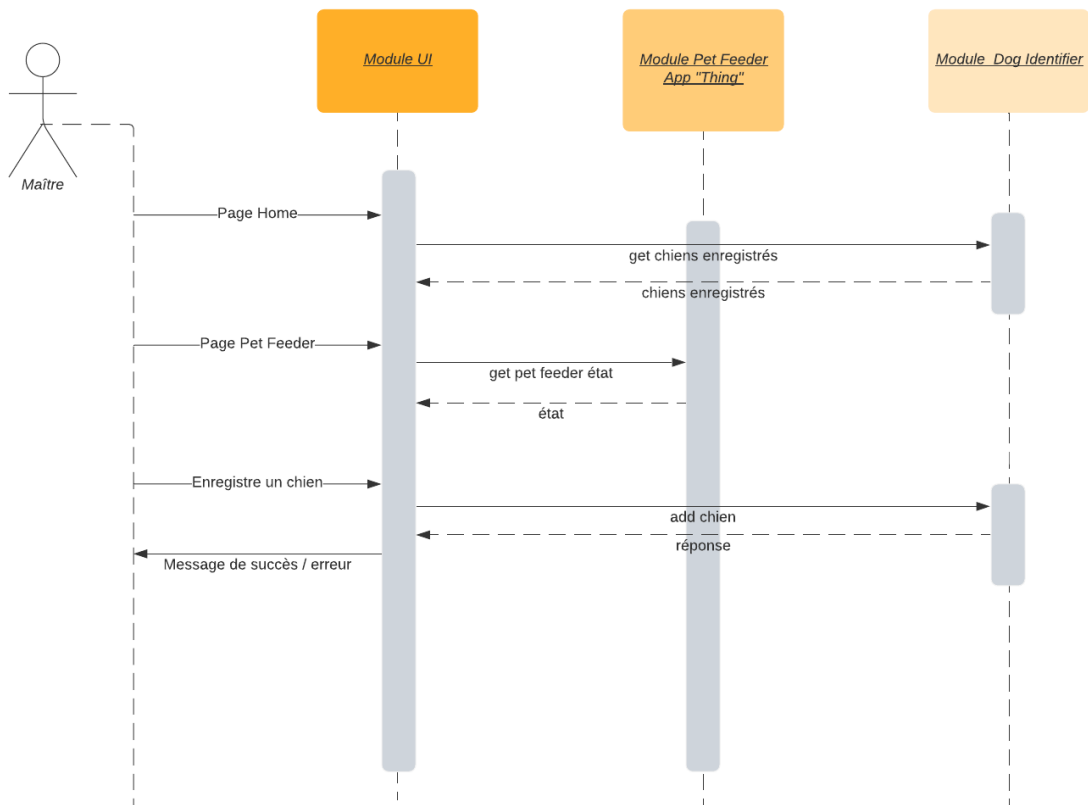 Module UI
Module Pet Feeder
App "Thing"
Module Dog Identifier
Maître
Page Home
get chiens enregistrés
chiens enregistrés
Page Pet Feeder
get pet feeder état
état
Enregistre un chien
add chien
réponse
Message de succès / erreur